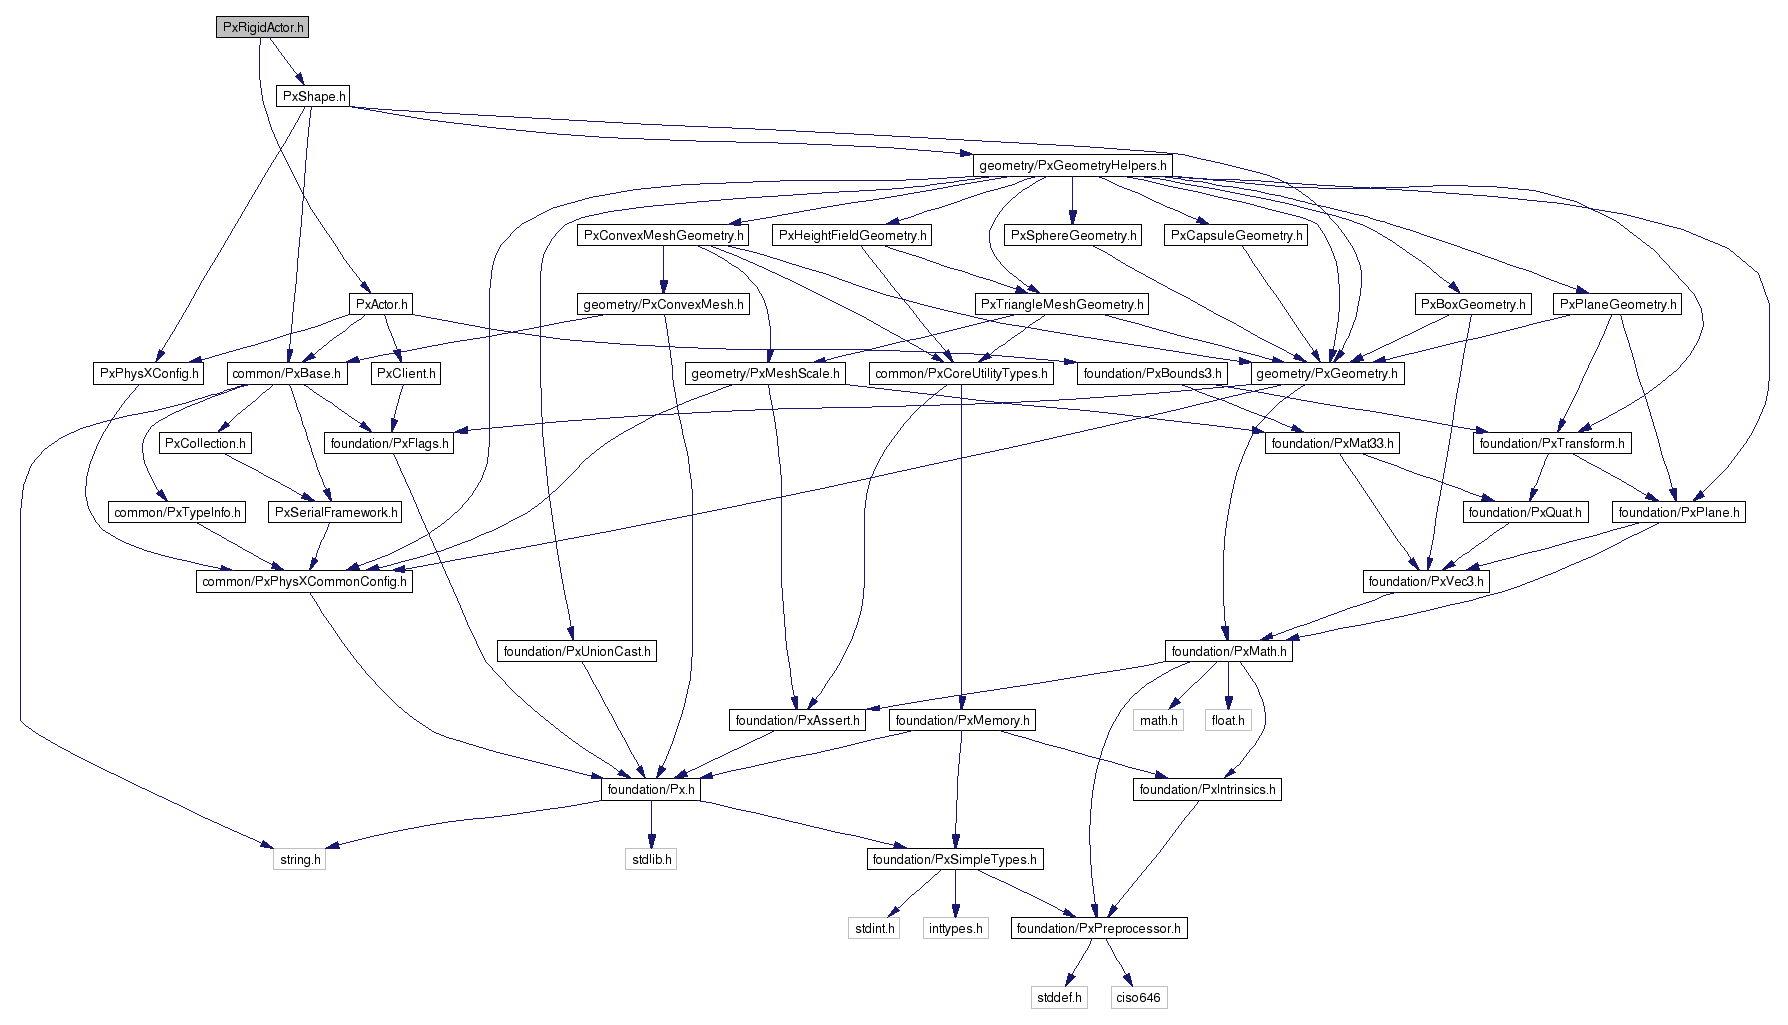 PxRigidActor.h
PxShape.h
geometry/PxGeometryHelpers.h
PxConvexMeshGeometry.h
PxHeightFieldGeometry.h
PxSphereGeometry.h
PxCapsuleGeometry.h
PxActor.h
geometry/PxConvexMesh.h
PxTriangleMeshGeometry.h
PxBoxGeometry.h
PxPlaneGeometry.h
PxPhysXConfig.h
common/PxBase.h
PxClient.h
geometry/PxMeshScale.h
common/PxCoreUtilityTypes.h
foundation/PxBounds3.h
geometry/PxGeometry.h
PxCollection.h
foundation/PxFlags.h
foundation/PxMat33.h
foundation/PxTransform.h
common/PxTypeInfo.h
PxSerialFramework.h
foundation/PxQuat.h
foundation/PxPlane.h
common/PxPhysXCommonConfig.h
foundation/PxVec3.h
foundation/PxUnionCast.h
foundation/PxMath.h
foundation/PxAssert.h
foundation/PxMemory.h
math.h
float.h
foundation/Px.h
foundation/PxIntrinsics.h
string.h
stdlib.h
foundation/PxSimpleTypes.h
stdint.h
inttypes.h
foundation/PxPreprocessor.h
stddef.h
ciso646